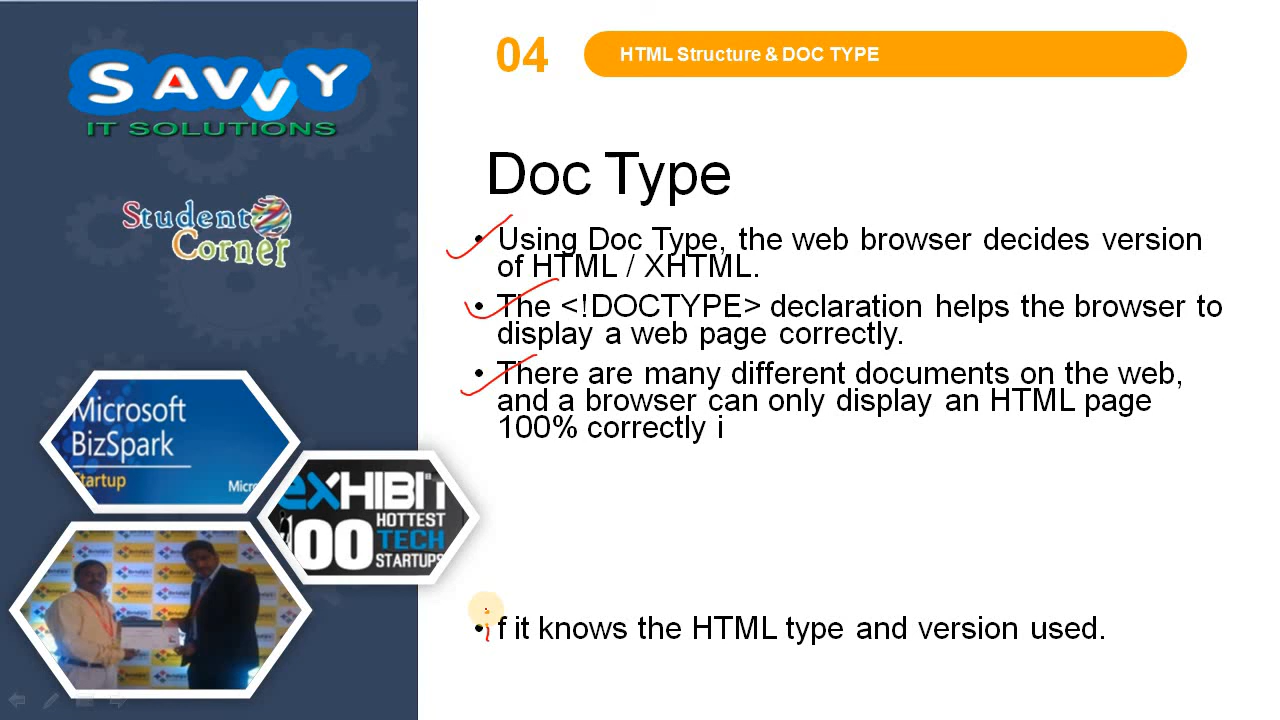 SAVVY
IT SOLUTIONS
Student
Corner
Microsoft
BizSpark
Startup
Micr
eXHIBIT
100 HOTTEST
TECH
STARTUPS
04
HTML Structure & DOC TYPE
Doc Type
• Using Doc Type, the web browser decides version
of HTML / XHTML.
• The <!DOCTYPE> declaration helps the browser to
display a web page correctly.
• There are many different documents on the web,
and a browser can only display an HTML page
100% correctly i
• i f it knows the HTML type and version used.